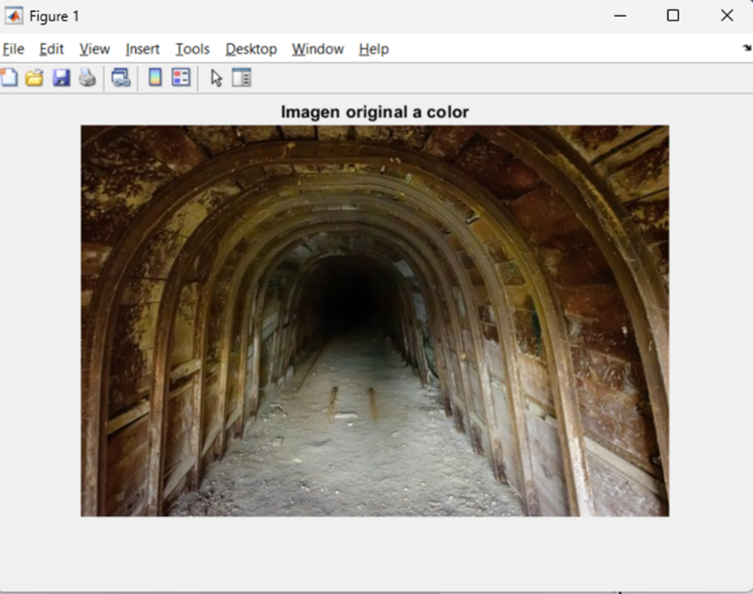 Figure 1
File Edit View Insert Tools Desktop Window Help
Imagen original a color